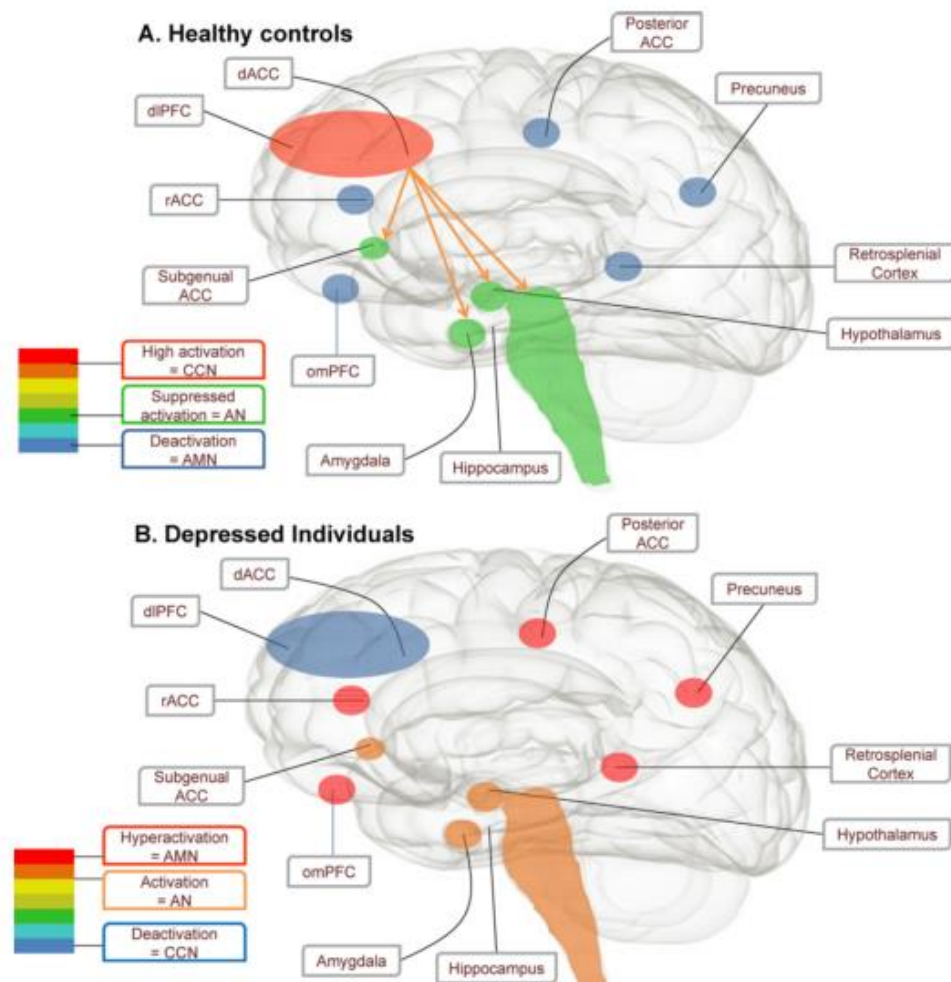 A. Healthy controls
Posterior
ACC
dACC
Precuneus
dlPFC
rACC
Subgenual
ACC
Retrosplenial
Cortex
Hypothalamus
omPFC
High activation
= CCN
Suppressed
activation = AN
Deactivation
= AMN
Amygdala
Hippocampus
B. Depressed Individuals
Posterior
ACC
dACC
Precuneus
dlPFC
rACC
Subgenual
ACC
Retrosplenial
Cortex
Hypothalamus
omPFC
Hyperactivation
= AMN
Activation
= AN
Deactivation
= CCN
Amygdala
Hippocampus